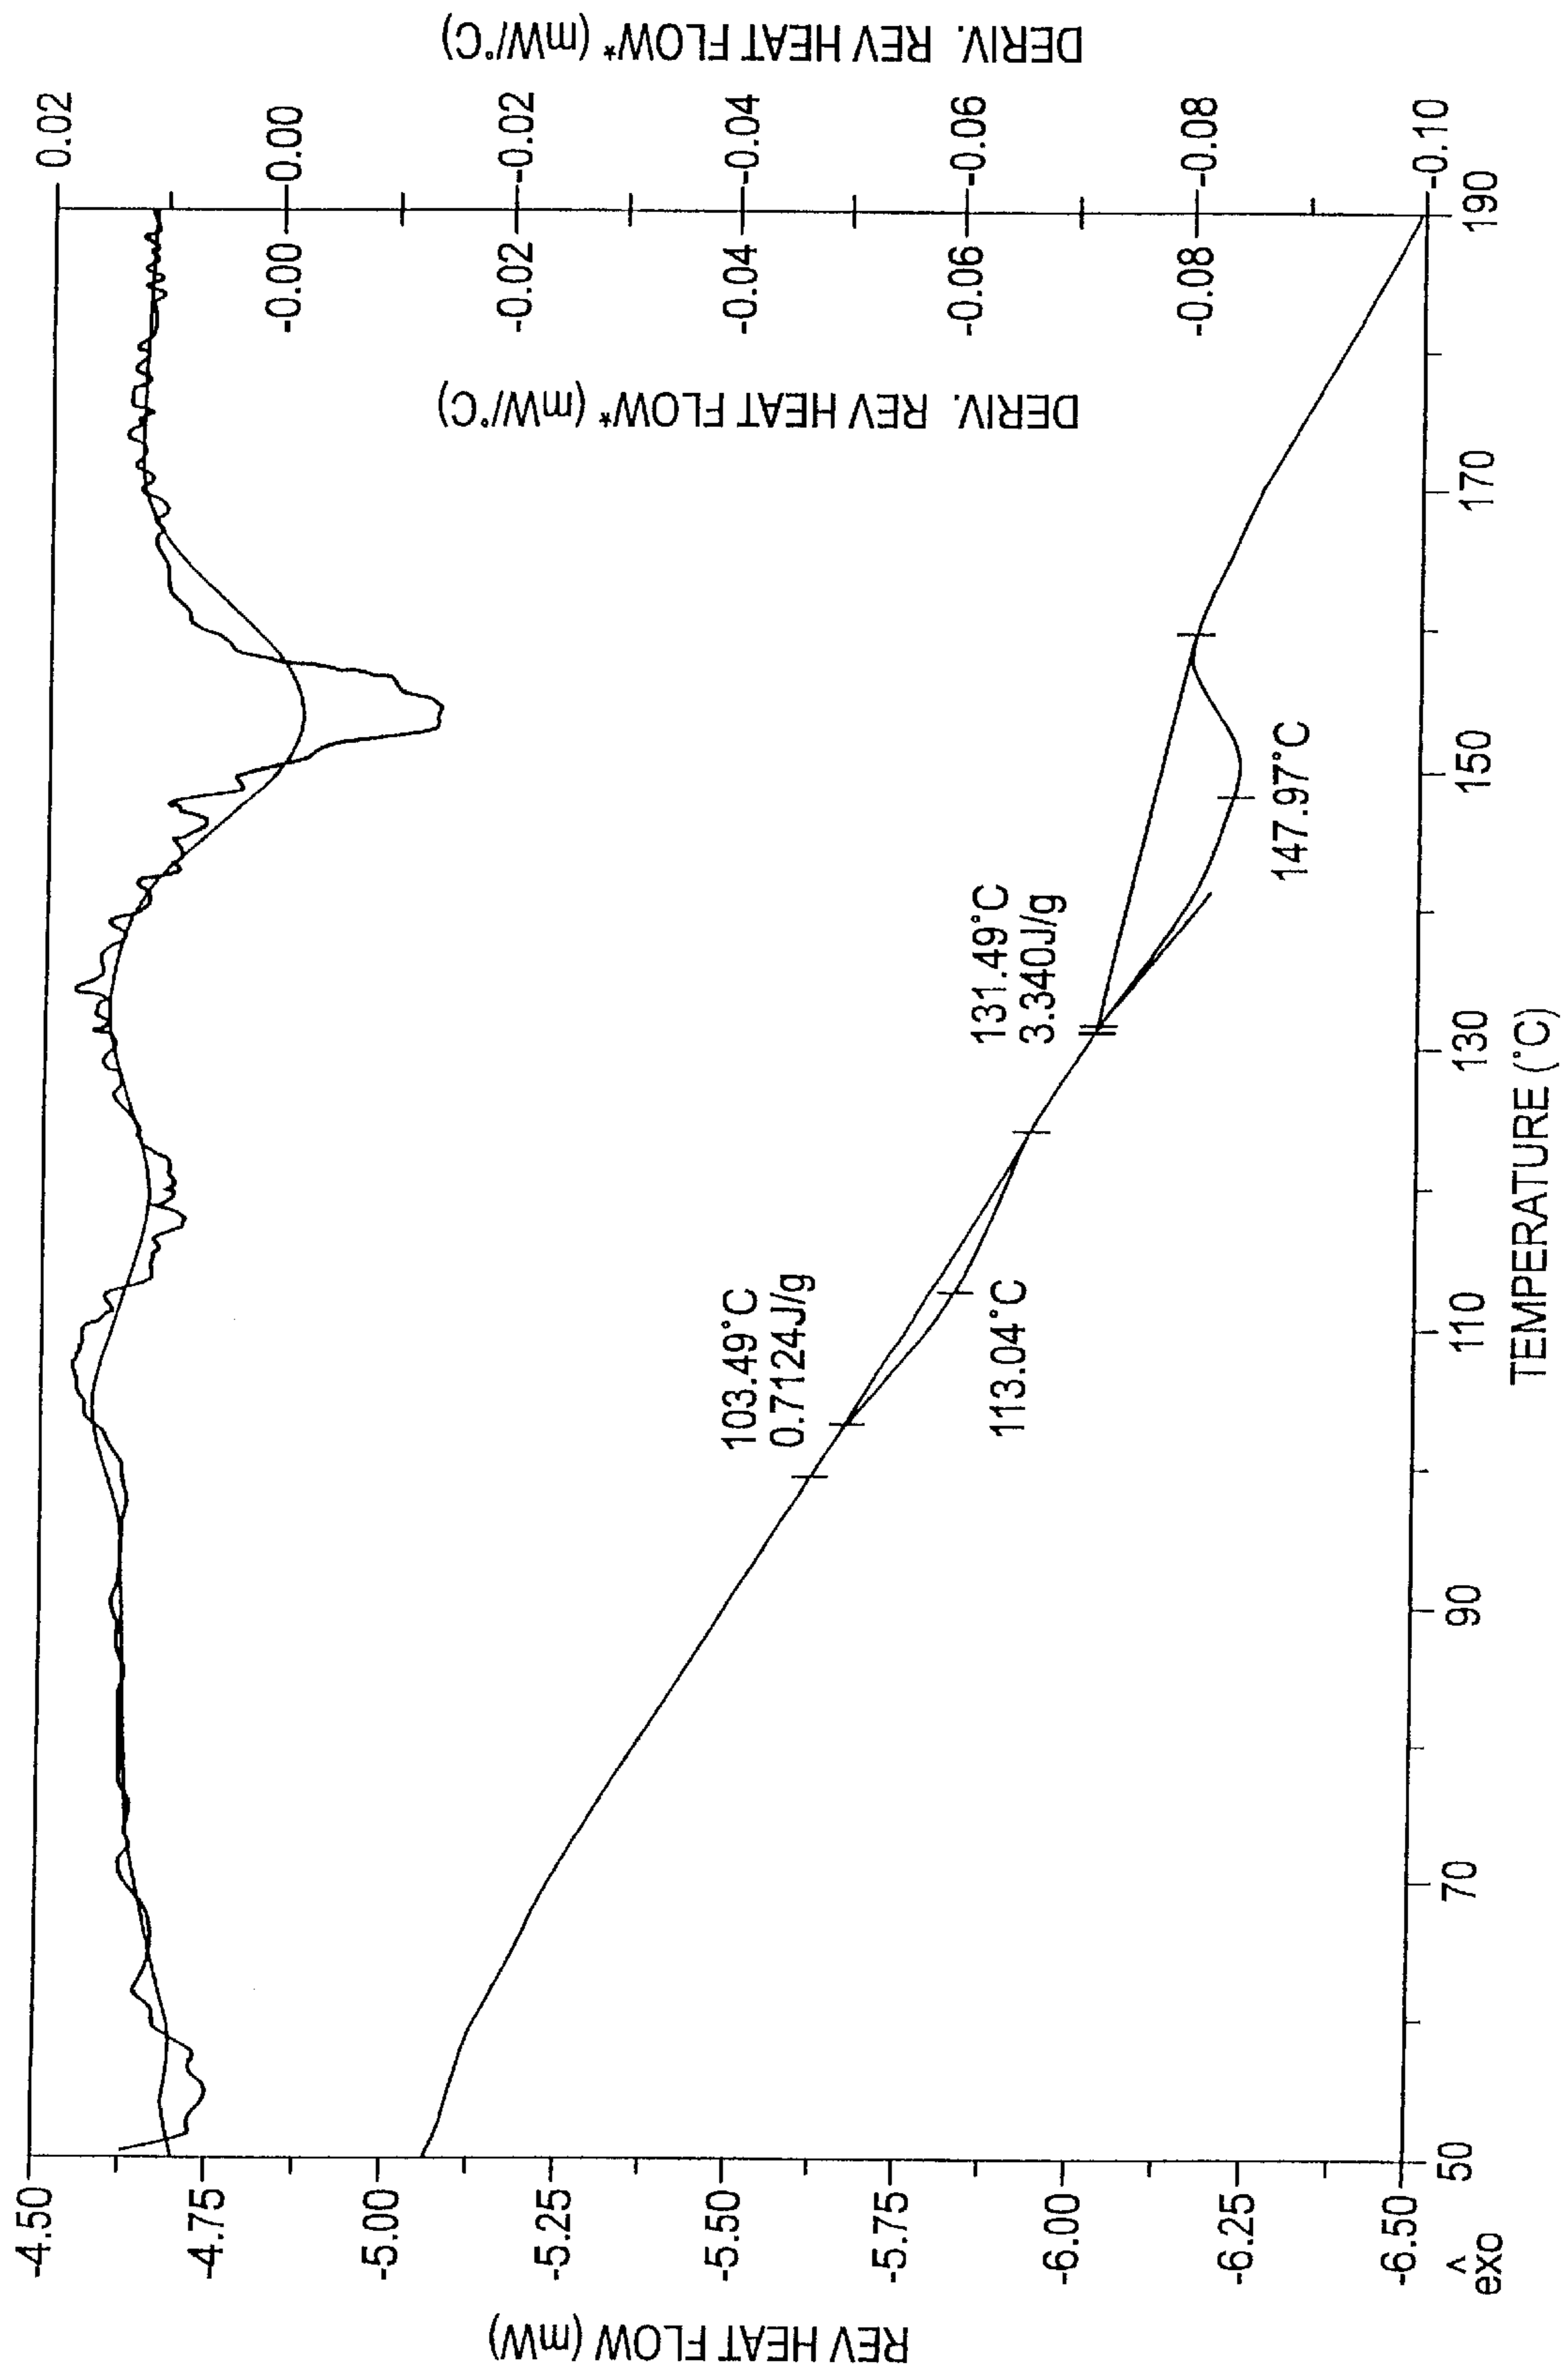 REV HEAT FLOW (mW)
-4.50
-4.75
-5.00
-5.25
-5.50
-5.75
-6.00
-6.25
-6.50
^
exo
50
70
90
110
130
150
170
190
TEMPERATURE (°C)
103.49°C
0.7124J/g
113.04°C
131.49°C
3.340J/g
147.97°C
DERIV. REV HEAT FLOW* (mW/°C)
-0.00
-0.02
-0.04
-0.06
-0.08
0.02
-0.00
-0.02
-0.04
-0.06
-0.08
-0.10
DERIV. REV HEAT FLOW* (mW/°C)